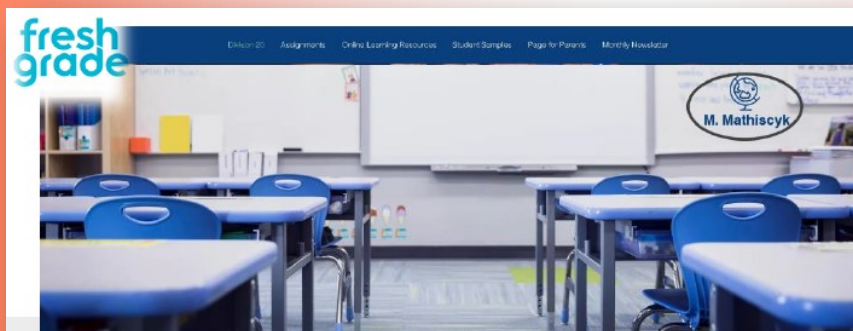 fresh
grade
Division 20 Assignments Online Learning Resources Student Samples Page for Parents Monthly Newsletter
M. Mathiscyk